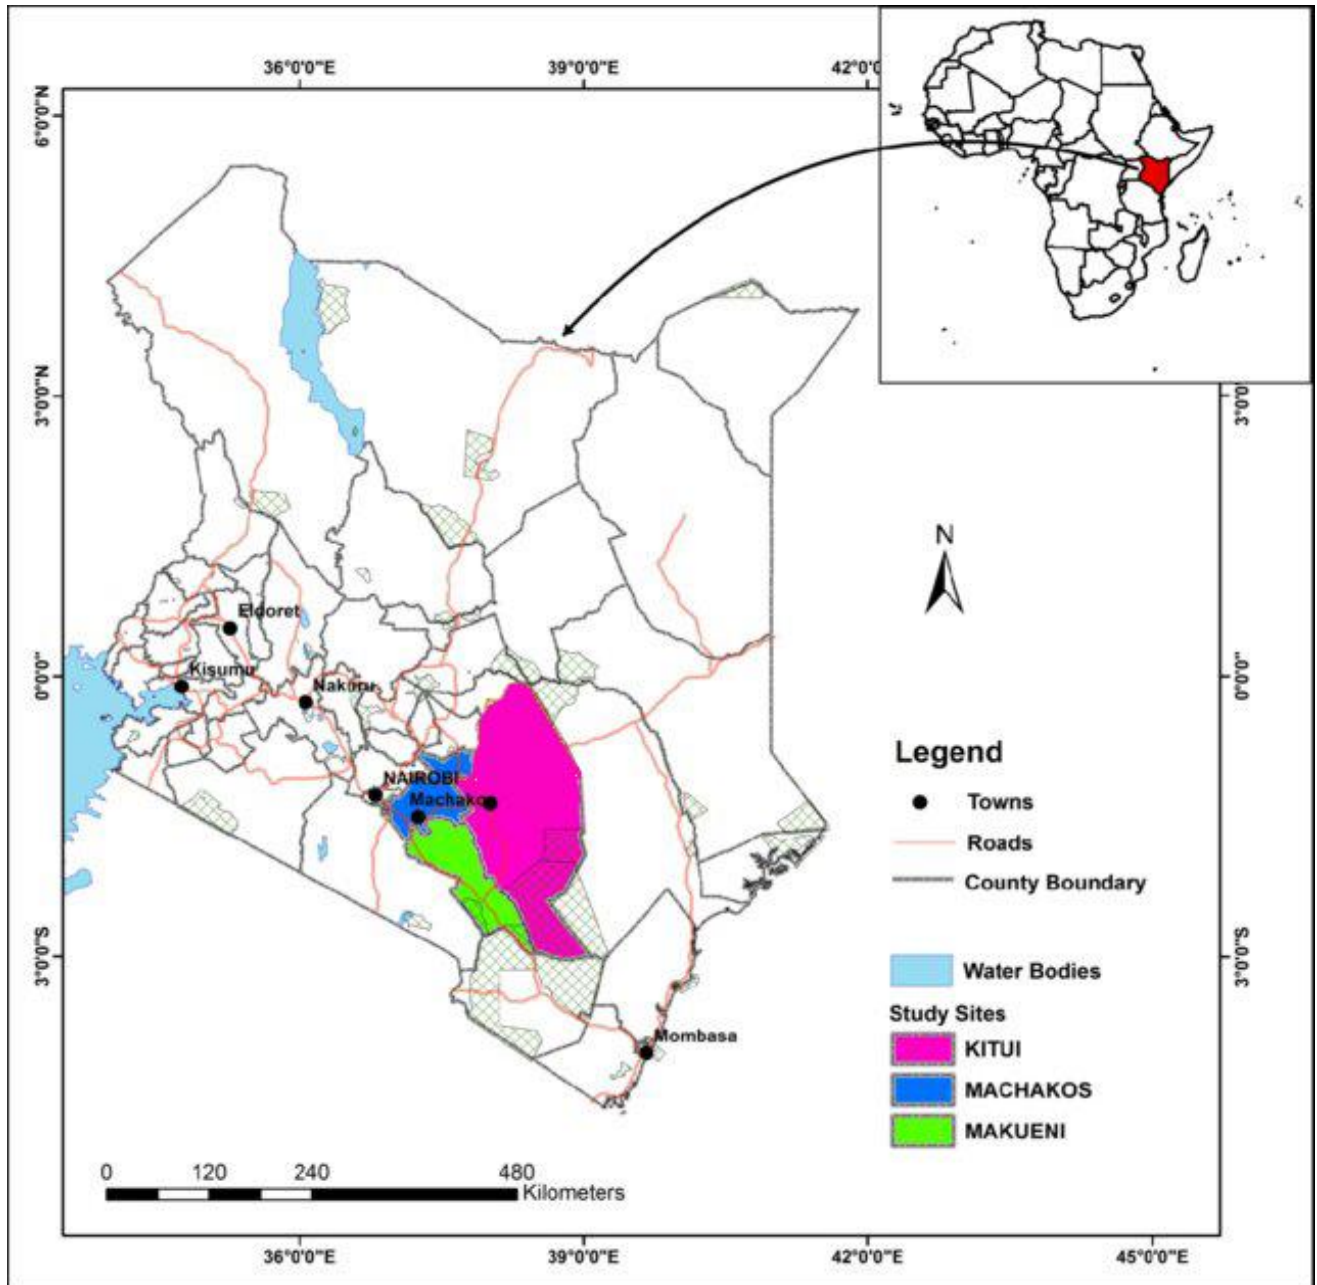 36°0'0"E
39°0'0"E
42°0'0
6°0'0"N
3°0'0"N
3°0'
0°0'0"
0°0'0"
3°0'0"S
3°0'0"S
Eldoret
Kisumu
Nakuru
NAIROBI
Machako
Mombasa
N
Legend
Towns
Roads
County Boundary
Water Bodies
Study Sites
KITUI
MACHAKOS
MAKUENI
0 120 240 480
Kilometers
36°0'0"E
39°0'0"E
42°0'0"E
45°0'0"E